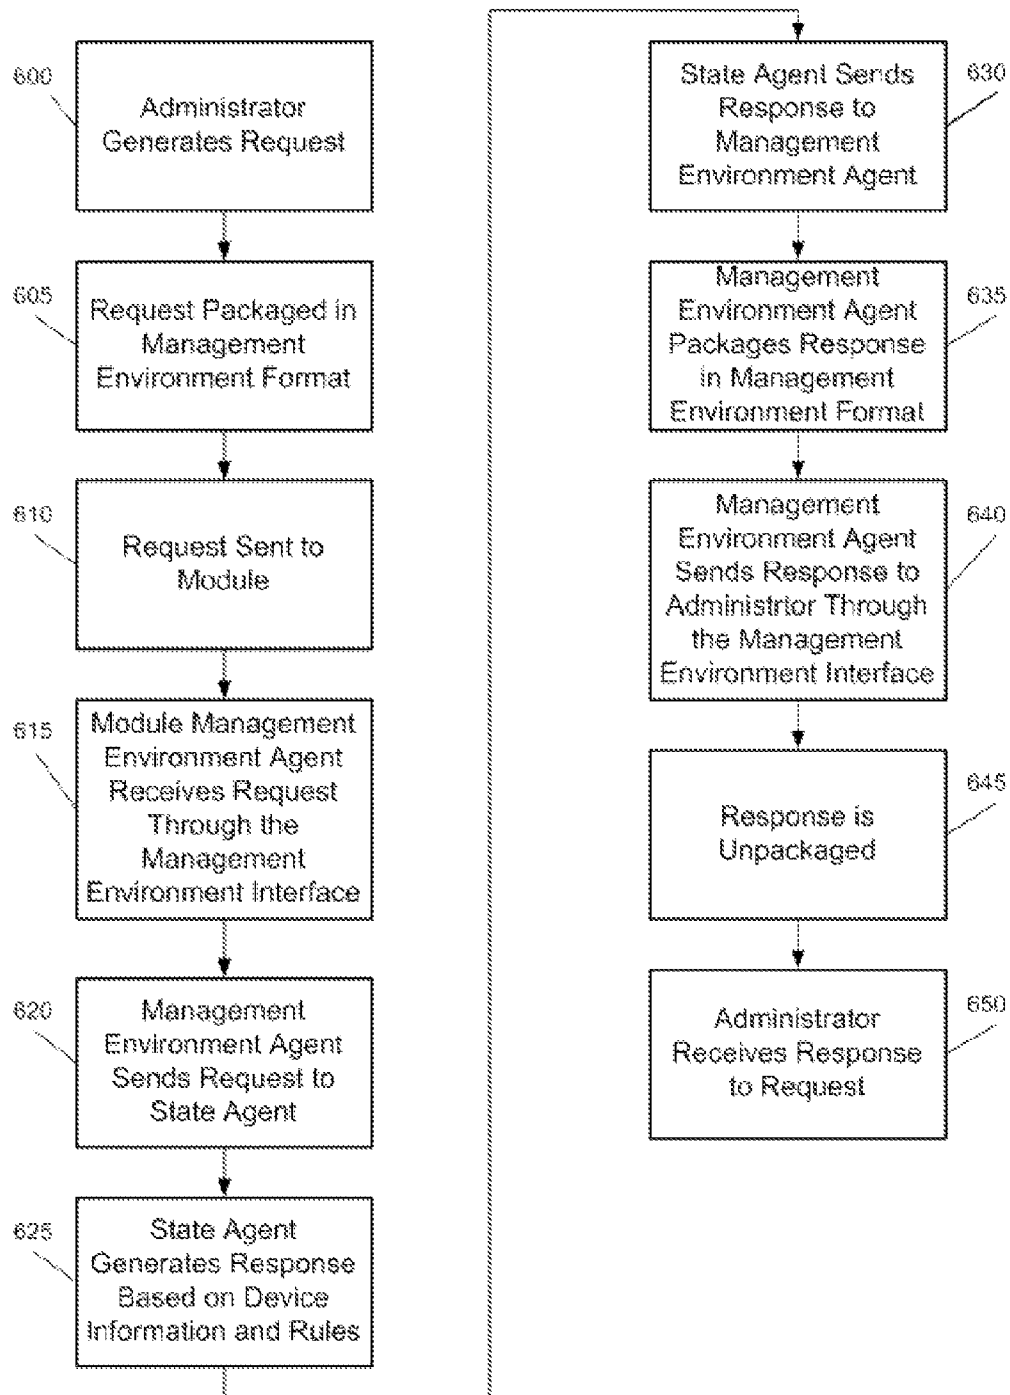 600
Administrator
Generates Request
605
Request Packaged in
Management
Environment Format
610
Request Sent to
Module
615
Module Management
Environment Agent
Receives Request
Through the
Management
Environment Interface
620
Management
Environment Agent
Sends Request to
State Agent
625
State Agent
Generates Response
Based on Device
Information and Rules
630
State Agent Sends
Response to
Management
Environment Agent
635
Management
Environment Agent
Packages Response
in Management
Environment Format
640
Management
Environment Agent
Sends Response to
Administrtor Through
the Management
Environment Interface
645
Response is
Unpackaged
650
Administrator
Receives Response
to Request